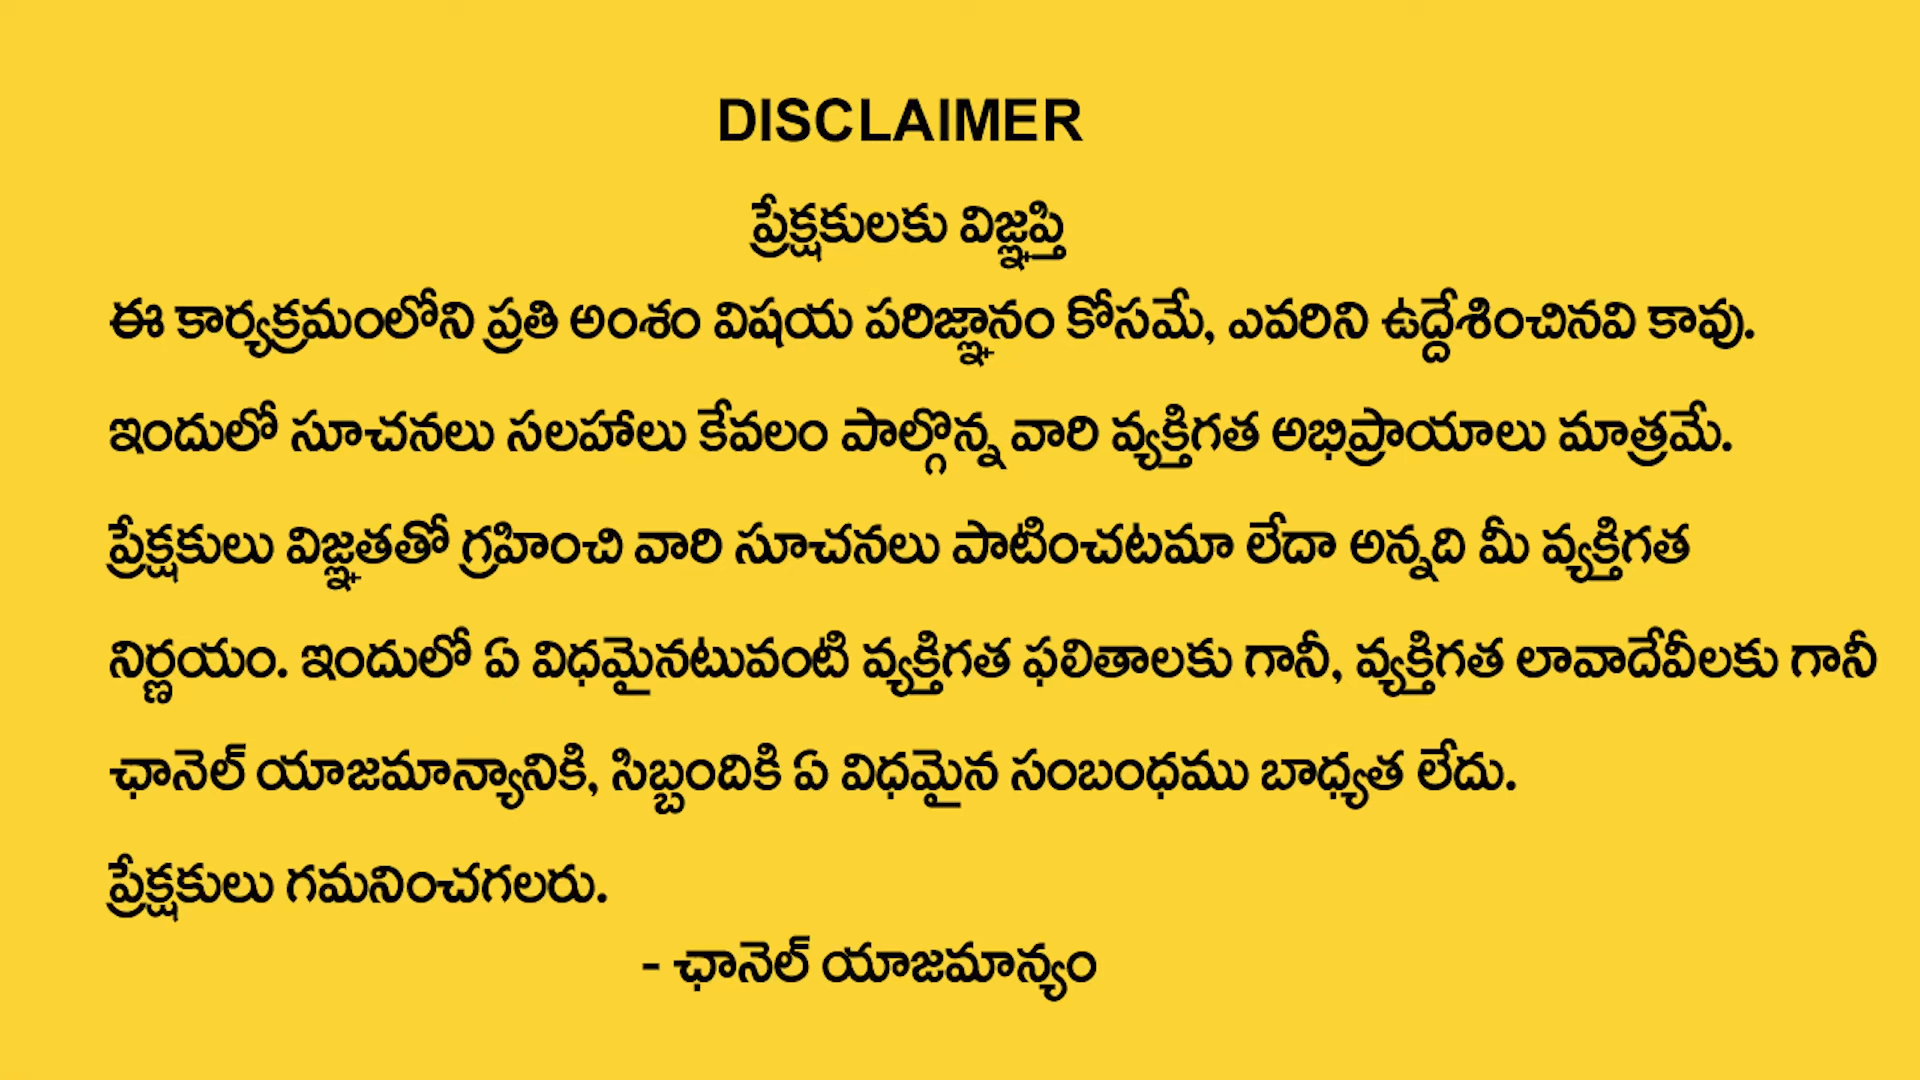 DISCLAIMER
ప్రేక్షకులకు విజ్ఞప్తి
ఈ కార్యక్రమంలోని ప్రతి అంశం విషయ పరిజ్ఞానం కోసమే, ఎవరిని ఉద్దేశించినవి కావు.
ఇందులో సూచనలు సలహాలు కేవలం పాల్గొన్న వారి వ్యక్తిగత అభిప్రాయాలు మాత్రమే.
ప్రేక్షకులు విజ్ఞతతో గ్రహించి వారి సూచనలు పాటించటమా లేదా అన్నది మీ వ్యక్తిగత
నిర్ణయం. ఇందులో ఏ విధమైనటువంటి వ్యక్తిగత ఫలితాలకు గానీ, వ్యక్తిగత లావాదేవీలకు గానీ
ఛానెల్ యాజమాన్యానికి, సిబ్బందికి ఏ విధమైన సంబంధము బాధ్యత లేదు.
ప్రేక్షకులు గమనించగలరు.
- ఛానెల్ యాజమాన్యం